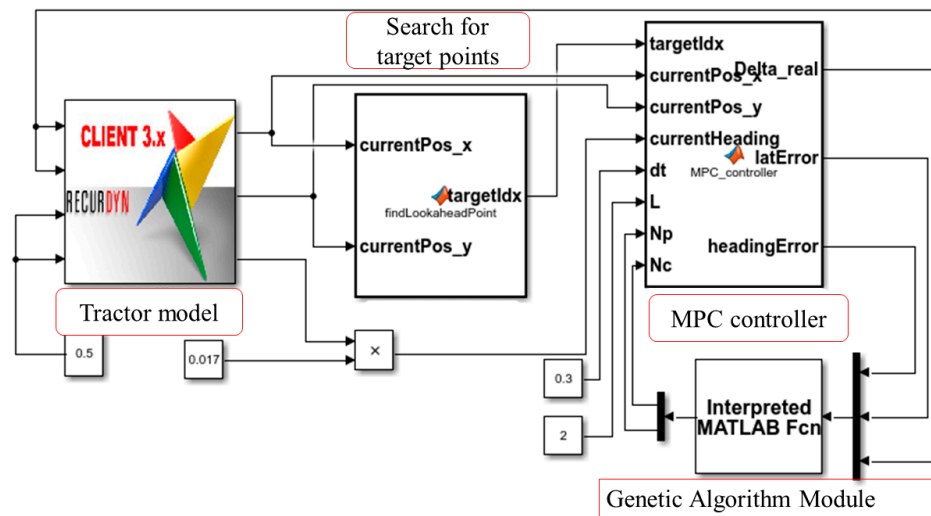 Search for
target points
CLIENT 3.x
RECURDYN
Tractor model
currentPos_x
targetIdx
findLookaheadPoint
currentPos_y
targetIdx
Delta_real
currentPos_x
currentPos_y
currentHeading
latError
MPC_controller
dt
L
Np
headingError
Nc
MPC controller
0.5
0.017
×
0.3
2
Interpreted
MATLAB Fcn
Genetic Algorithm Module